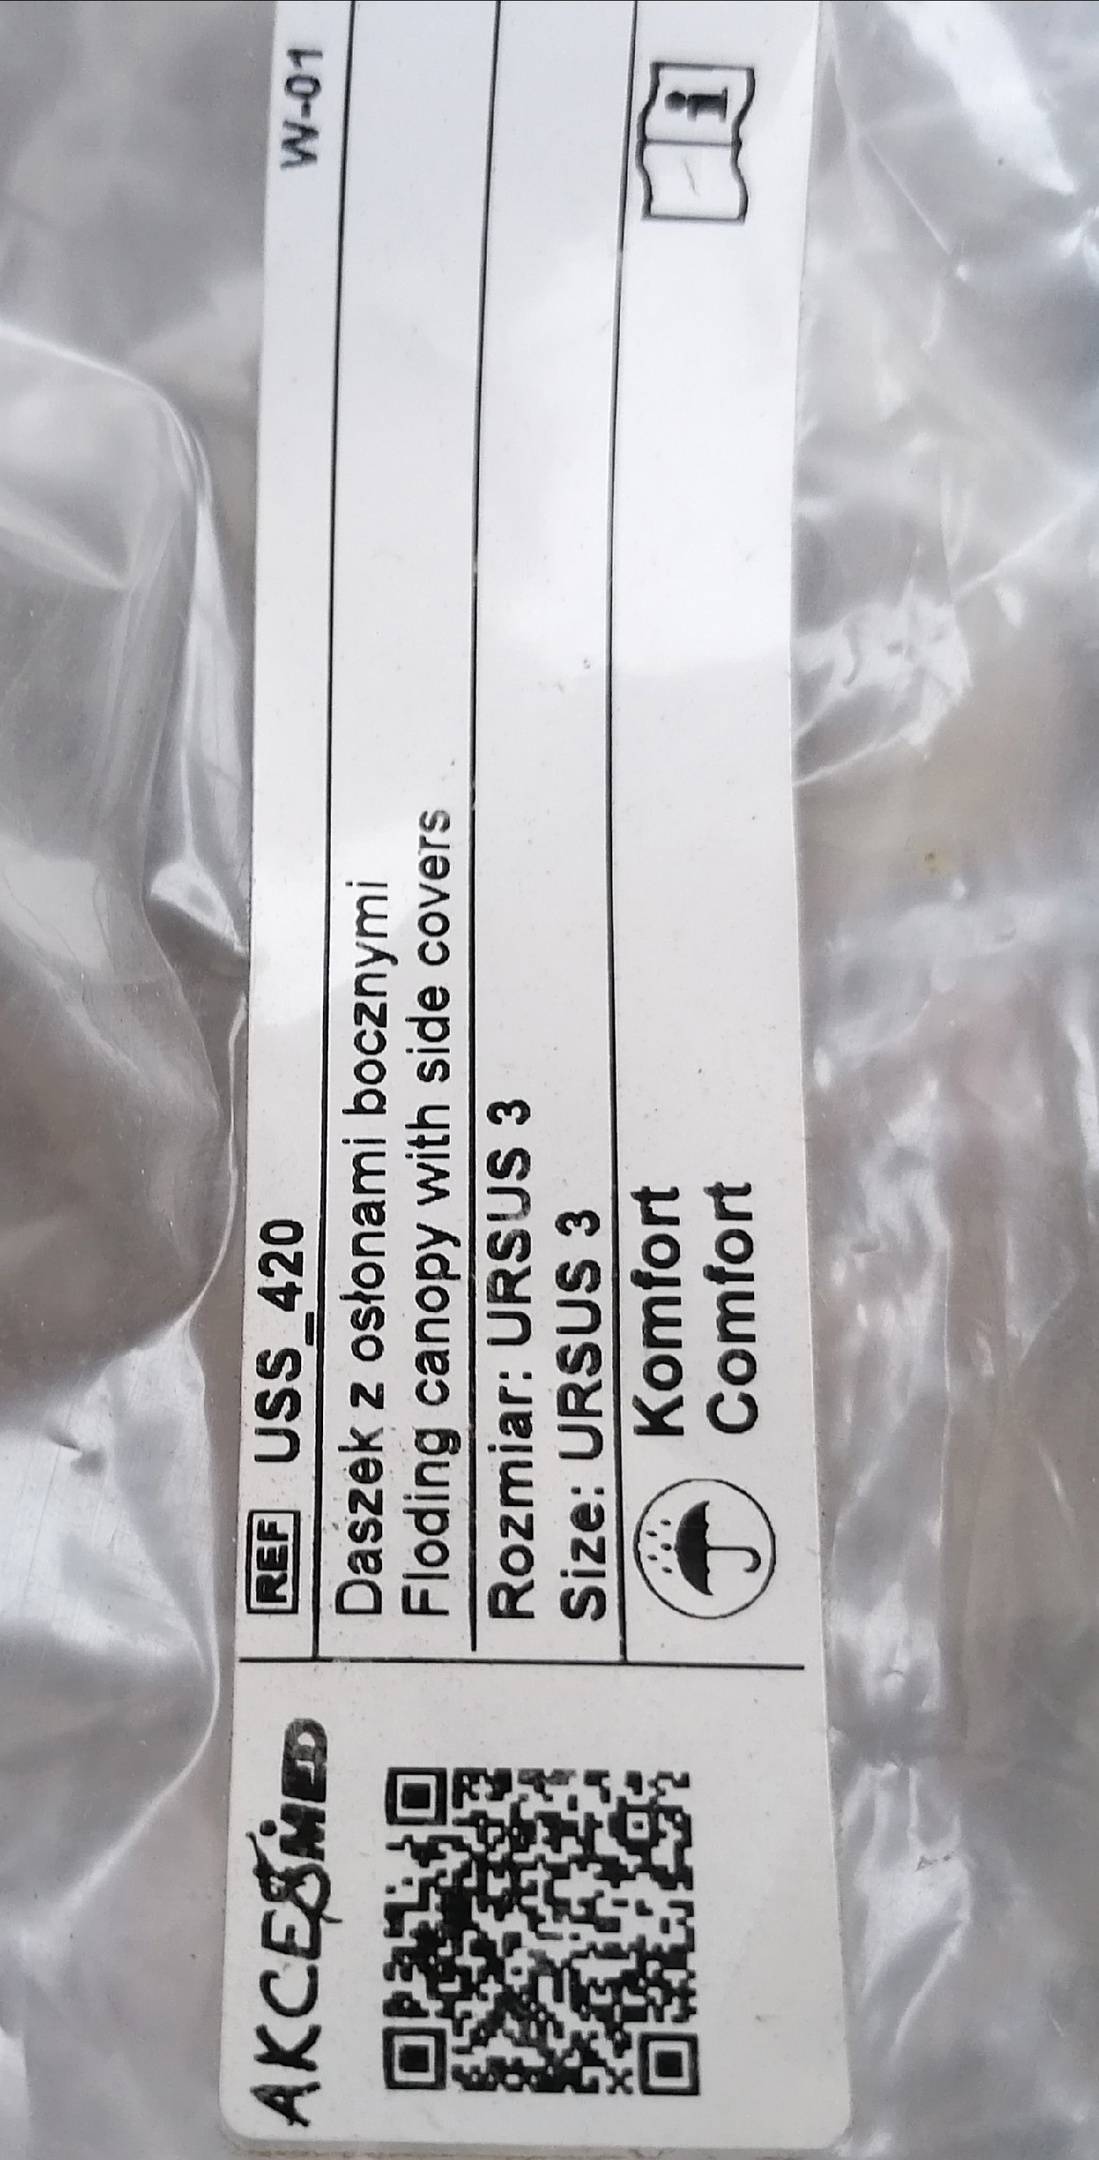 AKCESMED
REF USS_420 W-01
Daszek z osłonami bocznymi
Floding canopy with side covers
Rozmiar: URSUS 3
Size: URSUS 3
Komfort
Comfort
i